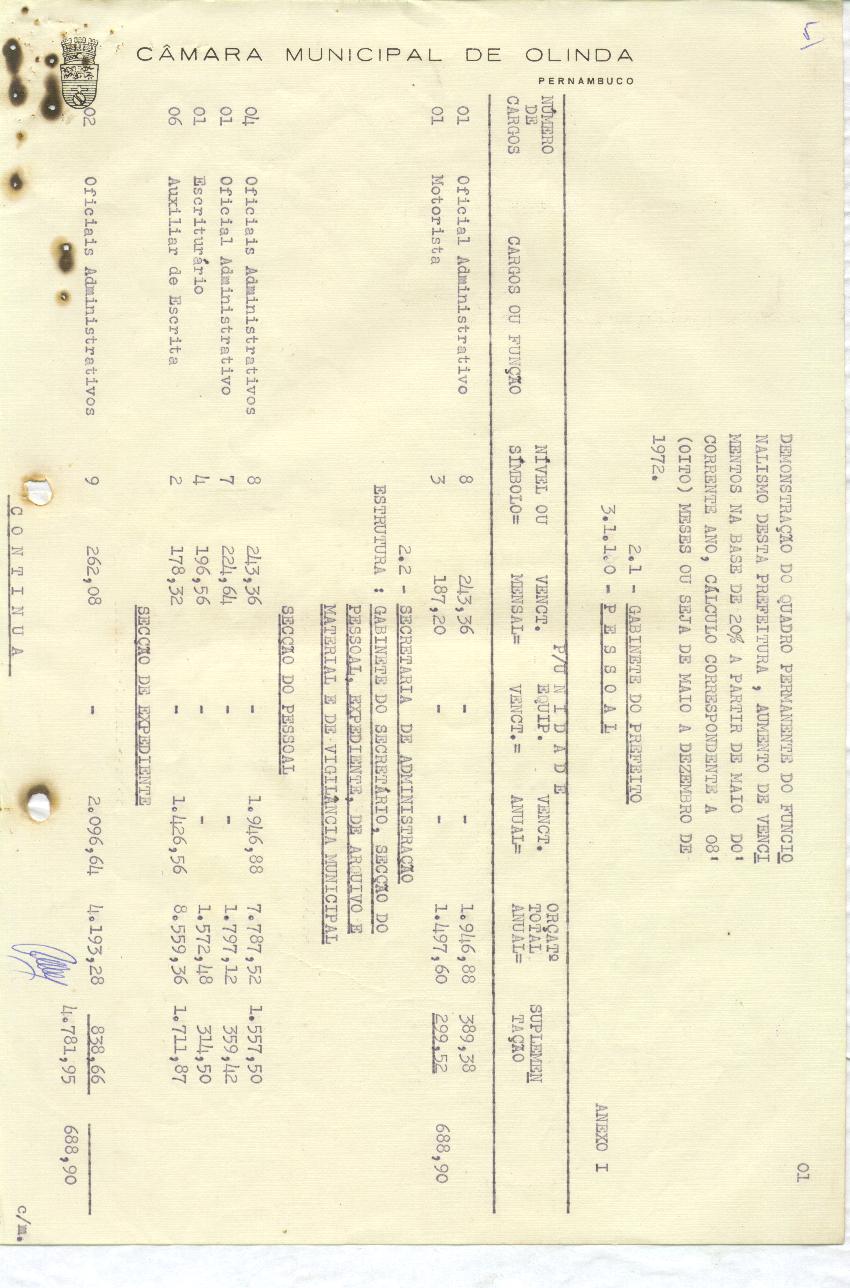 CÂMARA MUNICIPAL DE OLINDA
PERNAMBUCO
01
DEMONSTRAÇÃO DO QUADRO PERMANENTE DO FUNCIO
NALISMO DESTA PREFEITURA , AUMENTO DE VENCI
MENTOS NA BASE DE 20% A PARTIR DE MAIO DO'
CORRENTE ANO, CÁLCULO CORRESPONDENTE A 08'
(OITO) MESES OU SEJA DE MAIO A DEZEMBRO DE
1972.
2.1 - GABINETE DO PREFEITO
3.1.1.0 - P E S S O A L
ANEXO I
P/U N I D A D E
NÚMERO DE CARGOS CARGOS OU FUNÇÃO NÍVEL OU SÍMBOLO= VENCT. MENSAL= EQUIP. VENCT.= VENCT. ANUAL= ORÇATº TOTAL ANUAL= SUPLEMEN TAÇÃO
01 Oficial Administrativo 8 243,36 - - 1.946,88 389,38
01 Motorista 3 187,20 - - 1.497,60 299,52 688,90
2.2 - SECRETARIA DE ADMINISTRAÇÃO
ESTRUTURA : GABINETE DO SECRETÁRIO, SECÇÃO DO
PESSOAL, EXPEDIENTE, DE ARQUIVO E
MATERIAL E DE VIGILÂNCIA MUNICIPAL
SECÇÃO DO PESSOAL
04 Oficiais Administrativos 8 243,36 - 1.946,88 7.787,52 1.557,50
01 Oficial Administrativo 7 224,64 - - 1.797,12 359,42
01 Escriturário 4 196,56 - - 1.572,48 314,50
06 Auxiliar de Escrita 2 178,32 - 1.426,56 8.559,36 1.711,87
SECÇÃO DE EXPEDIENTE
02 Oficiais Administrativos 9 262,08 - 2.096,64 4.193,28 838,66
4.781,95 688,90
C O N T I N U A
c/m.